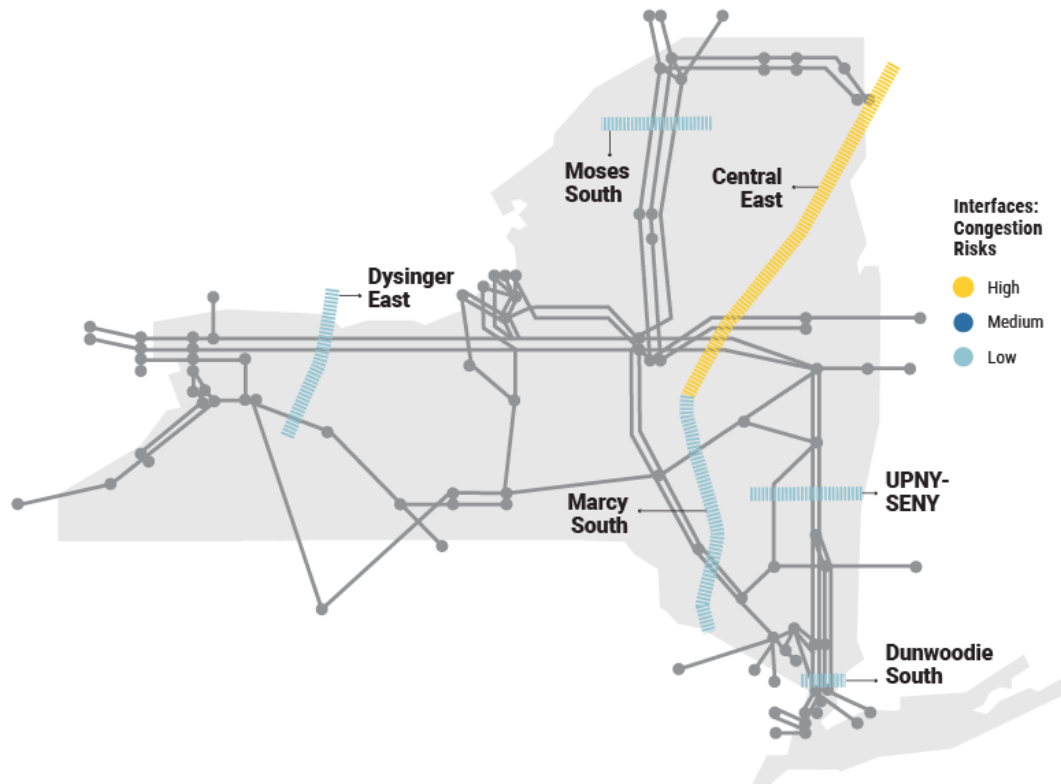 Moses
South
Central
East
Interfaces:
Congestion
Risks
High
Medium
Low
Dysinger
East
Marcy
South
UPNY-
SENY
Dunwoodie
South